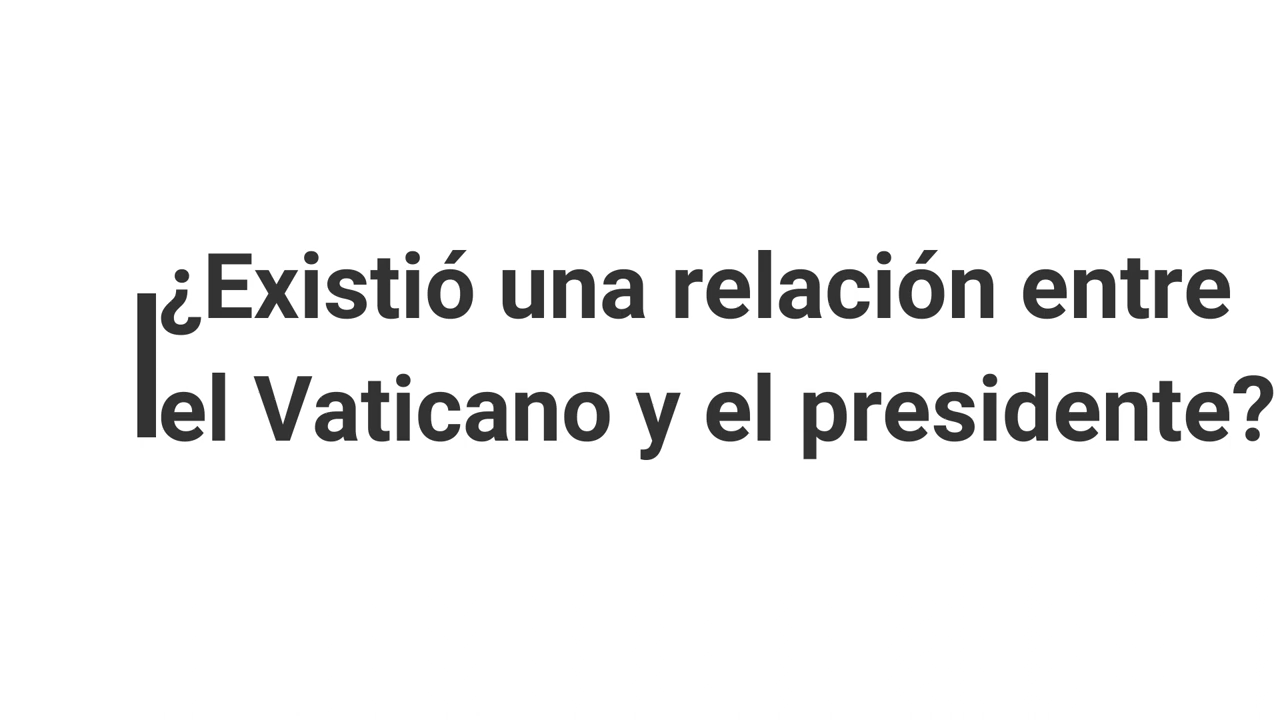 ¿Existió una relación entre
el Vaticano y el presidente?